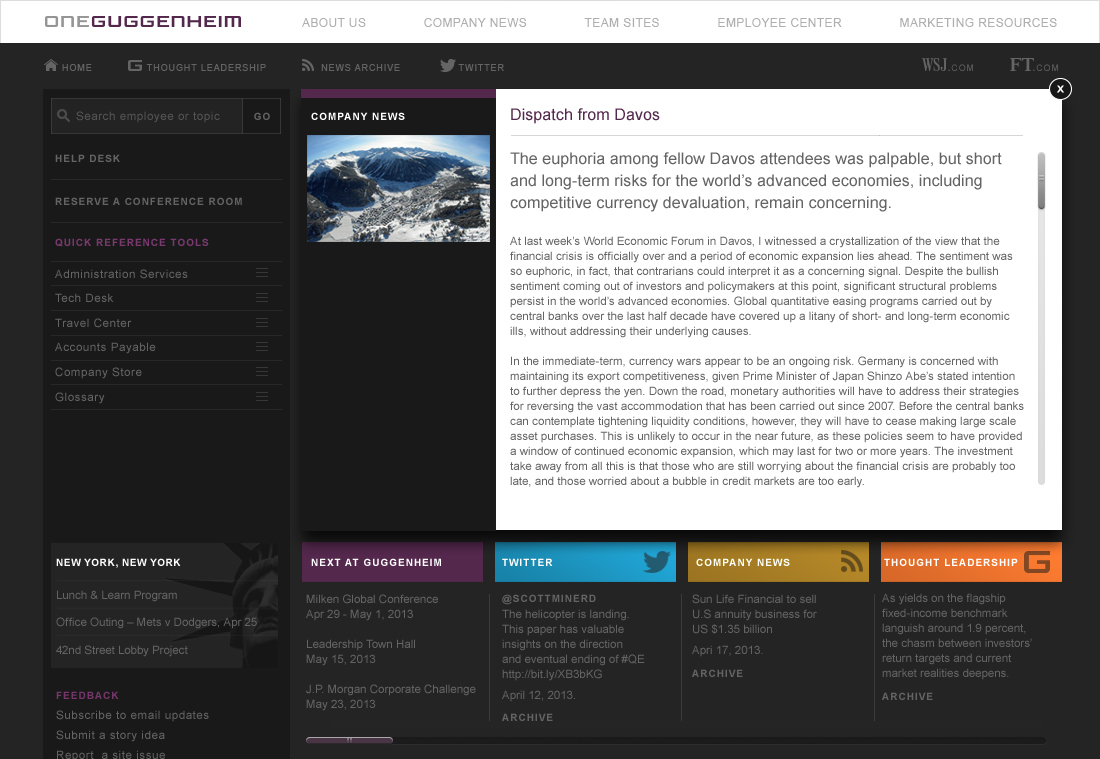 ONEGUGGENHEIM
ABOUT US
COMPANY NEWS
TEAM SITES
EMPLOYEE CENTER
MARKETING RESOURCES
HOME
THOUGHT LEADERSHIP
NEWS ARCHIVE
TWITTER
WSJ.COM
FT.COM
X
Search employee or topic
GO
HELP DESK
RESERVE A CONFERENCE ROOM
QUICK REFERENCE TOOLS
Administration Services
Tech Desk
Travel Center
Accounts Payable
Company Store
Glossary
COMPANY NEWS
Dispatch from Davos
The euphoria among fellow Davos attendees was palpable, but short
and long-term risks for the world's advanced economies, including
competitive currency devaluation, remain concerning.
At last week's World Economic Forum in Davos, I witnessed a crystallization of the view that the
financial crisis is officially over and a period of economic expansion lies ahead. The sentiment was
so euphoric, in fact, that contrarians could interpret it as a concerning signal. Despite the bullish
sentiment coming out of investors and policymakers at this point, significant structural problems
persist in the world's advanced economies. Global quantitative easing programs carried out by
central banks over the last half decade have covered up a litany of short- and long-term economic
ills, without addressing their underlying causes.
In the immediate-term, currency wars appear to be an ongoing risk. Germany is concerned with
maintaining its export competitiveness, given Prime Minister of Japan Shinzo Abe's stated intention
to further depress the yen. Down the road, monetary authorities will have to address their strategies
for reversing the vast accommodation that has been carried out since 2007. Before the central banks
can contemplate tightening liquidity conditions, however, they will have to cease making large scale
asset purchases. This is unlikely to occur in the near future, as these policies seem to have provided
a window of continued economic expansion, which may last for two or more years. The investment
take away from all this is that those who are still worrying about the financial crisis are probably too
late, and those worried about a bubble in credit markets are too early.
NEW YORK, NEW YORK
Lunch & Learn Program
Office Outing – Mets v Dodgers, Apr 25
42nd Street Lobby Project
FEEDBACK
Subscribe to email updates
Submit a story idea
Report a site issue
NEXT AT GUGGENHEIM
Milken Global Conference
Apr 29 - May 1, 2013
Leadership Town Hall
May 15, 2013
J.P. Morgan Corporate Challenge
May 23, 2013
TWITTER
@SCOTTMINERD
The helicopter is landing.
This paper has valuable
insights on the direction
and eventual ending of #QE
http://bit.ly/XB3bKG
April 12, 2013.
ARCHIVE
COMPANY NEWS
Sun Life Financial to sell
U.S annuity business for
US $1.35 billion
Apri 17, 2013.
ARCHIVE
THOUGHT LEADERSHIP
As yields on the flagship
fixed-income benchmark
languish around 1.9 percent,
the chasm between investors'
return targets and current
market realities deepens.
ARCHIVE